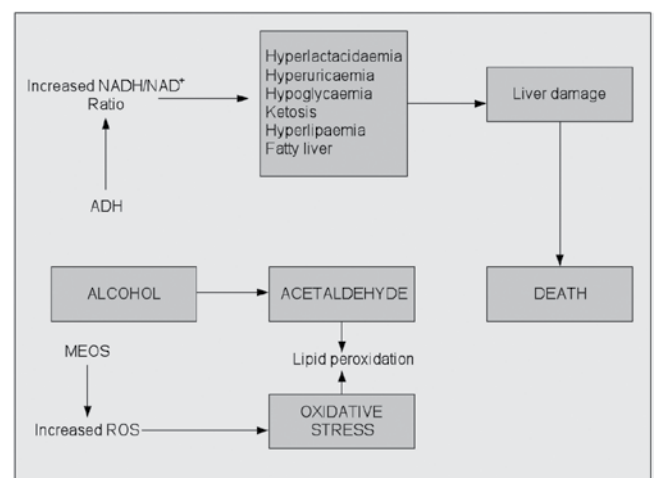 Increased NADH/NAD⁺
Ratio
ADH
Hyperlactacidaemia
Hyperuricaemia
Hypoglycaemia
Ketosis
Hyperlipaemia
Fatty liver
Liver damage
ALCOHOL
ACETALDEHYDE
DEATH
MEOS
Lipid peroxidation
Increased ROS
OXIDATIVE
STRESS